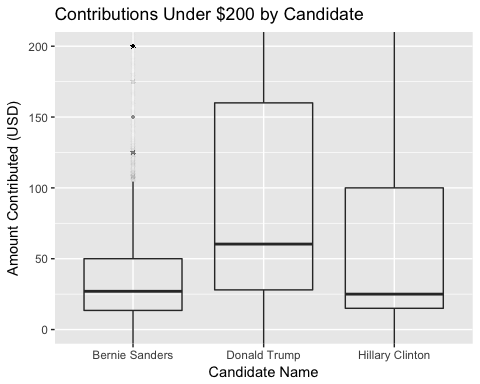 Contributions Under $200 by Candidate
Amount Contributed (USD)
200
150
100
50
0
Bernie Sanders
Donald Trump
Hillary Clinton
Candidate Name